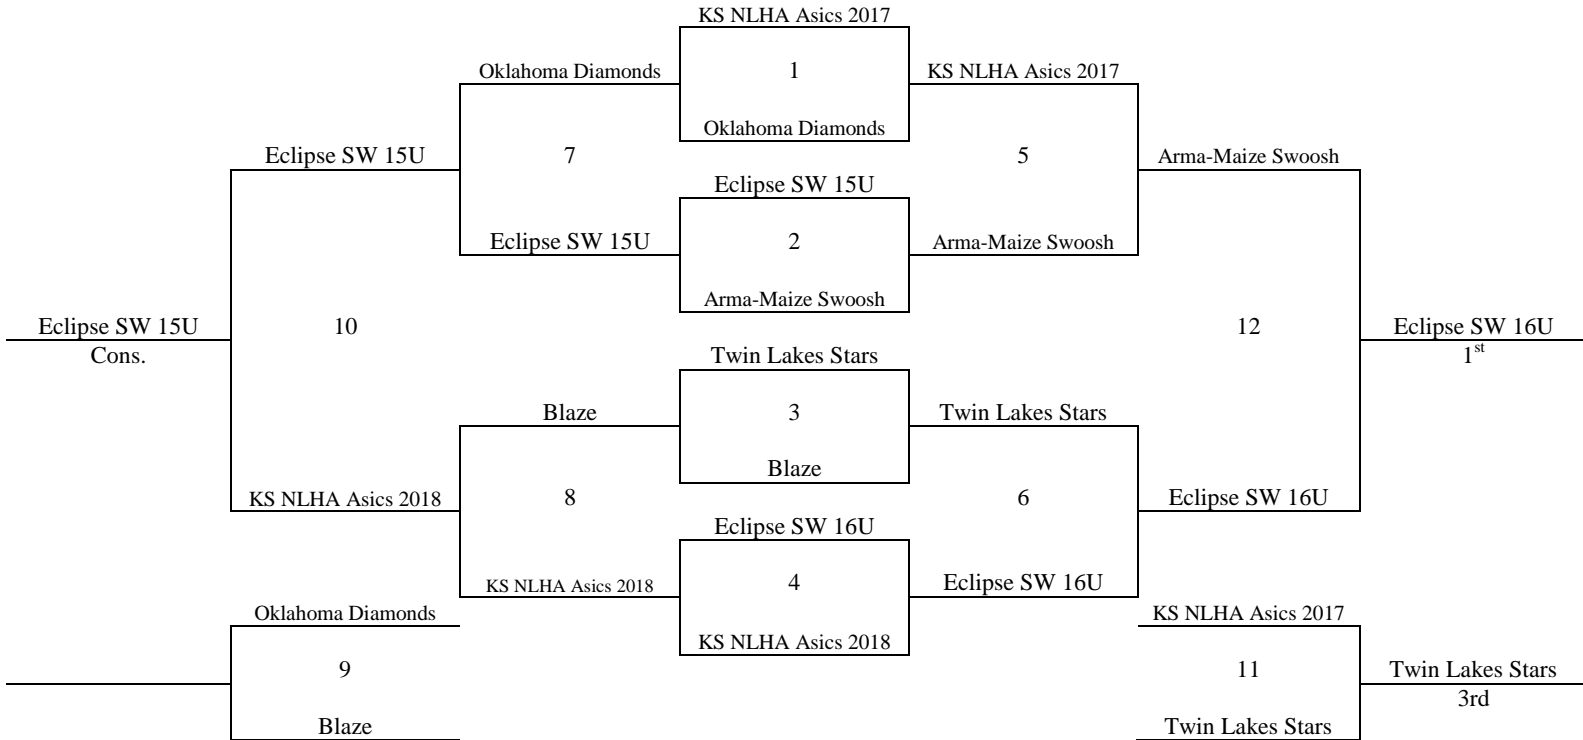 KS NLHA Asics 2017
Oklahoma Diamonds 1 KS NLHA Asics 2017
Oklahoma Diamonds
Eclipse SW 15U 7 5 Arma-Maize Swoosh
Eclipse SW 15U
Eclipse SW 15U 2 Arma-Maize Swoosh
Arma-Maize Swoosh
Eclipse SW 15U 10 12 Eclipse SW 16U
Cons. Twin Lakes Stars 1st
Blaze 3 Twin Lakes Stars
Blaze
KS NLHA Asics 2018 8 6 Eclipse SW 16U
Eclipse SW 16U
KS NLHA Asics 2018 4 Eclipse SW 16U
Oklahoma Diamonds KS NLHA Asics 2017
KS NLHA Asics 2018
9 11 Twin Lakes Stars
3rd
Blaze Twin Lakes Stars